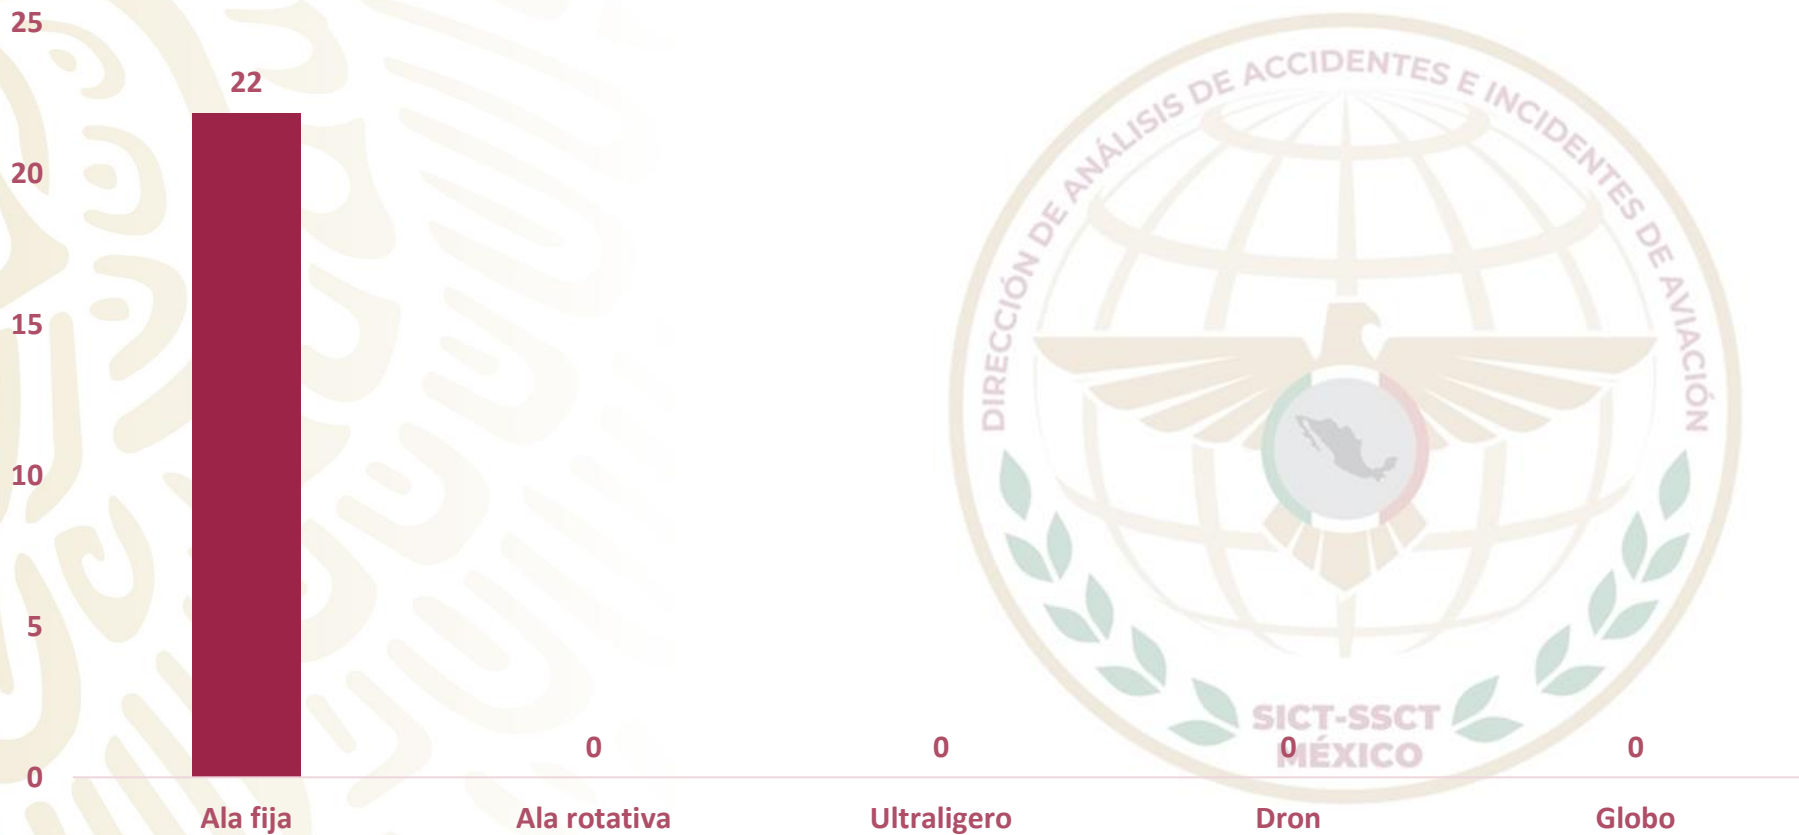 25
22
20
15
10
5
0
0
0
0
0
Ala fija
Ala rotativa
Ultraligero
Dron
Globo
DIRECCIÓN DE ANÁLISIS DE ACCIDENTES E INCIDENTES DE AVIACIÓN
SICT-SSCT
MÉXICO